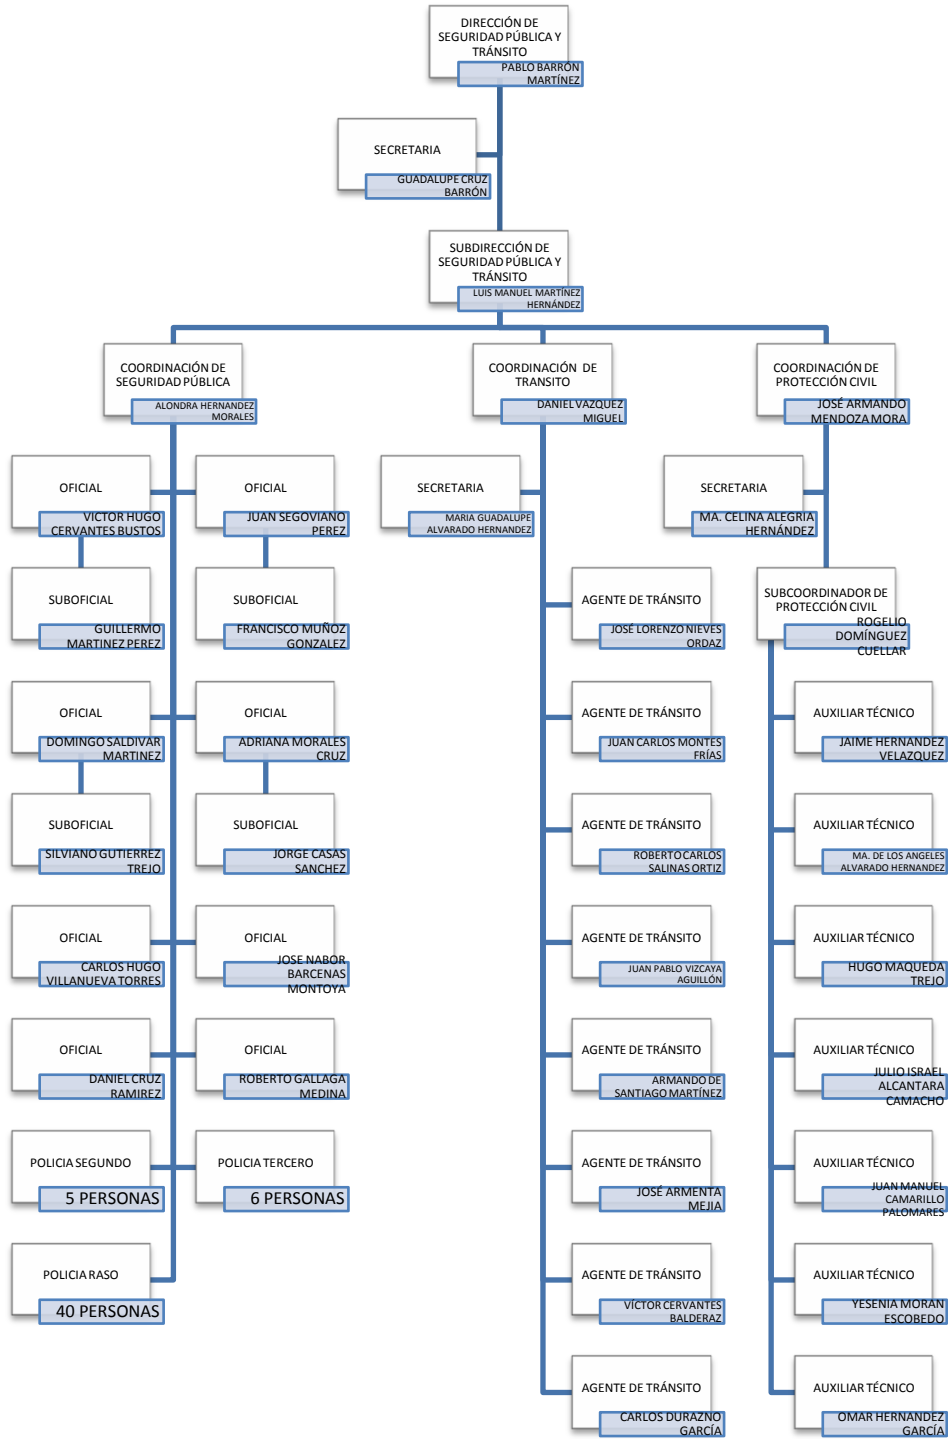 DIRECCIÓN DE
SEGURIDAD PÚBLICA Y
TRÁNSITO
PABLO BARRÓN
MARTÍNEZ
SECRETARIA
GUADALUPE CRUZ
BARRÓN
SUBDIRECCIÓN DE
SEGURIDAD PÚBLICA Y
TRÁNSITO
LUIS MANUEL MARTÍNEZ
HERNÁNDEZ
COORDINACIÓN DE
SEGURIDAD PÚBLICA
ALONDRA HERNANDEZ
MORALES
OFICIAL
VICTOR HUGO
CERVANTES BUSTOS
OFICIAL
JUAN SEGOVIANO
PEREZ
SUBOFICIAL
GUILLERMO
MARTINEZ PEREZ
SUBOFICIAL
FRANCISCO MUÑOZ
GONZALEZ
OFICIAL
DOMINGO SALDIVAR
MARTINEZ
OFICIAL
ADRIANA MORALES
CRUZ
SUBOFICIAL
SILVIANO GUTIERREZ
TREJO
SUBOFICIAL
JORGE CASAS
SANCHEZ
OFICIAL
CARLOS HUGO
VILLANUEVA TORRES
OFICIAL
JOSE NABOR
BARCENAS
MONTOYA
OFICIAL
DANIEL CRUZ
RAMIREZ
OFICIAL
ROBERTO GALLAGA
MEDINA
POLICIA SEGUNDO
5 PERSONAS
POLICIA TERCERO
6 PERSONAS
POLICIA RASO
40 PERSONAS
COORDINACIÓN DE
TRANSITO
DANIEL VAZQUEZ
MIGUEL
SECRETARIA
MARIA GUADALUPE
ALVARADO HERNANDEZ
AGENTE DE TRÁNSITO
JOSÉ LORENZO NIEVES
ORDAZ
AGENTE DE TRÁNSITO
JUAN CARLOS MONTES
FRÍAS
AGENTE DE TRÁNSITO
ROBERTO CARLOS
SALINAS ORTIZ
AGENTE DE TRÁNSITO
JUAN PABLO VIZCAYA
AGUILLÓN
AGENTE DE TRÁNSITO
ARMANDO DE
SANTIAGO MARTÍNEZ
AGENTE DE TRÁNSITO
JOSÉ ARMENTA
MEJIA
AGENTE DE TRÁNSITO
VÍCTOR CERVANTES
BALDERAZ
AGENTE DE TRÁNSITO
CARLOS DURAZNO
GARCÍA
COORDINACIÓN DE
PROTECCIÓN CIVIL
JOSÉ ARMANDO
MENDOZA MORA
SECRETARIA
MA. CELINA ALEGRIA
HERNÁNDEZ
SUBCOORDINADOR DE
PROTECCIÓN CIVIL
ROGELIO
DOMÍNGUEZ
CUELLAR
AUXILIAR TÉCNICO
JAIME HERNANDEZ
VELAZQUEZ
AUXILIAR TÉCNICO
MA. DE LOS ANGELES
ALVARADO HERNANDEZ
AUXILIAR TÉCNICO
HUGO MAQUEDA
TREJO
AUXILIAR TÉCNICO
JULIO ISRAEL
ALCANTARA
CAMACHO
AUXILIAR TÉCNICO
JUAN MANUEL
CAMARILLO
PALOMARES
AUXILIAR TÉCNICO
YESENIA MORAN
ESCOBEDO
AUXILIAR TÉCNICO
OMAR HERNANDEZ
GARCÍA